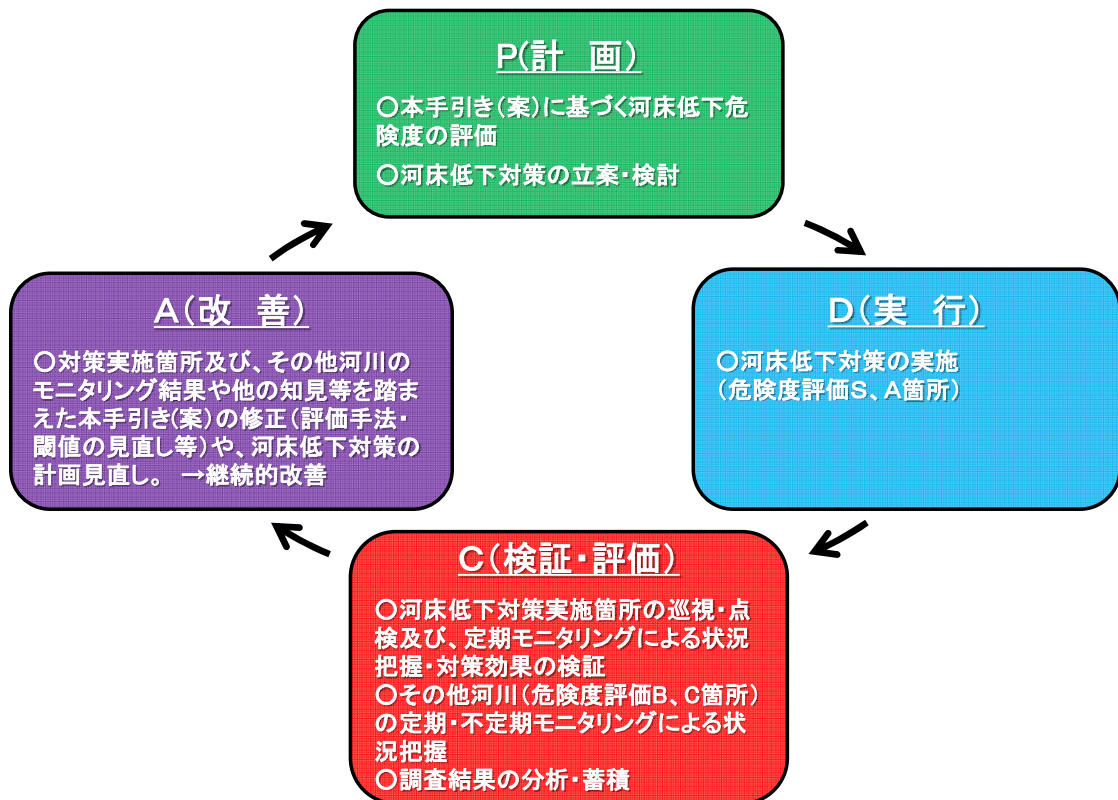 P(計　画)
○本手引き(案)に基づく河床低下危
険度の評価
○河床低下対策の立案・検討
D(実　行)
○河床低下対策の実施
(危険度評価S、A箇所)
C(検証・評価)
○河床低下対策実施箇所の巡視・点
検及び、定期モニタリングによる状況
把握・対策効果の検証
○その他河川(危険度評価B、C箇所)
の定期・不定期モニタリングによる状
況把握
○調査結果の分析・蓄積
A(改　善)
○対策実施箇所及び、その他河川の
モニタリング結果や他の知見等を踏ま
えた本手引き(案)の修正(評価手法・
閾値の見直し等)や、河床低下対策の
計画見直し。　→継続的改善